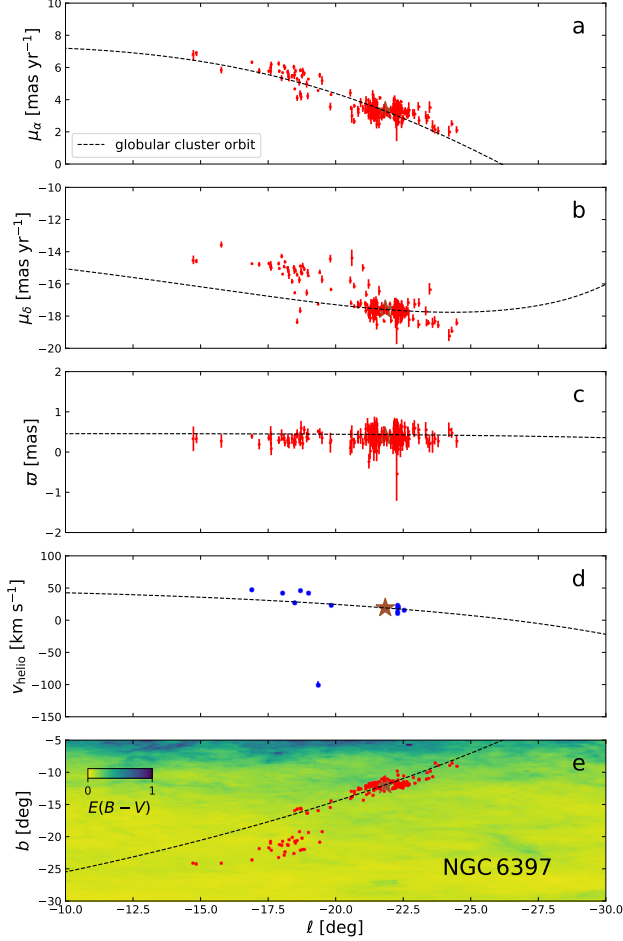 10
8
6
4
2
0
μα [mas yr⁻¹]
a
globular cluster orbit
−10
−12
−14
−16
−18
−20
μδ [mas yr⁻¹]
b
2
1
0
−1
−2
ϖ [mas]
c
100
50
0
−50
−100
−150
v_helio [km s⁻¹]
d
−5
−10
−15
−20
−25
−30
b [deg]
e
0 1
E(B − V)
NGC 6397
−10.0 −12.5 −15.0 −17.5 −20.0 −22.5 −25.0 −27.5 −30.0
ℓ [deg]